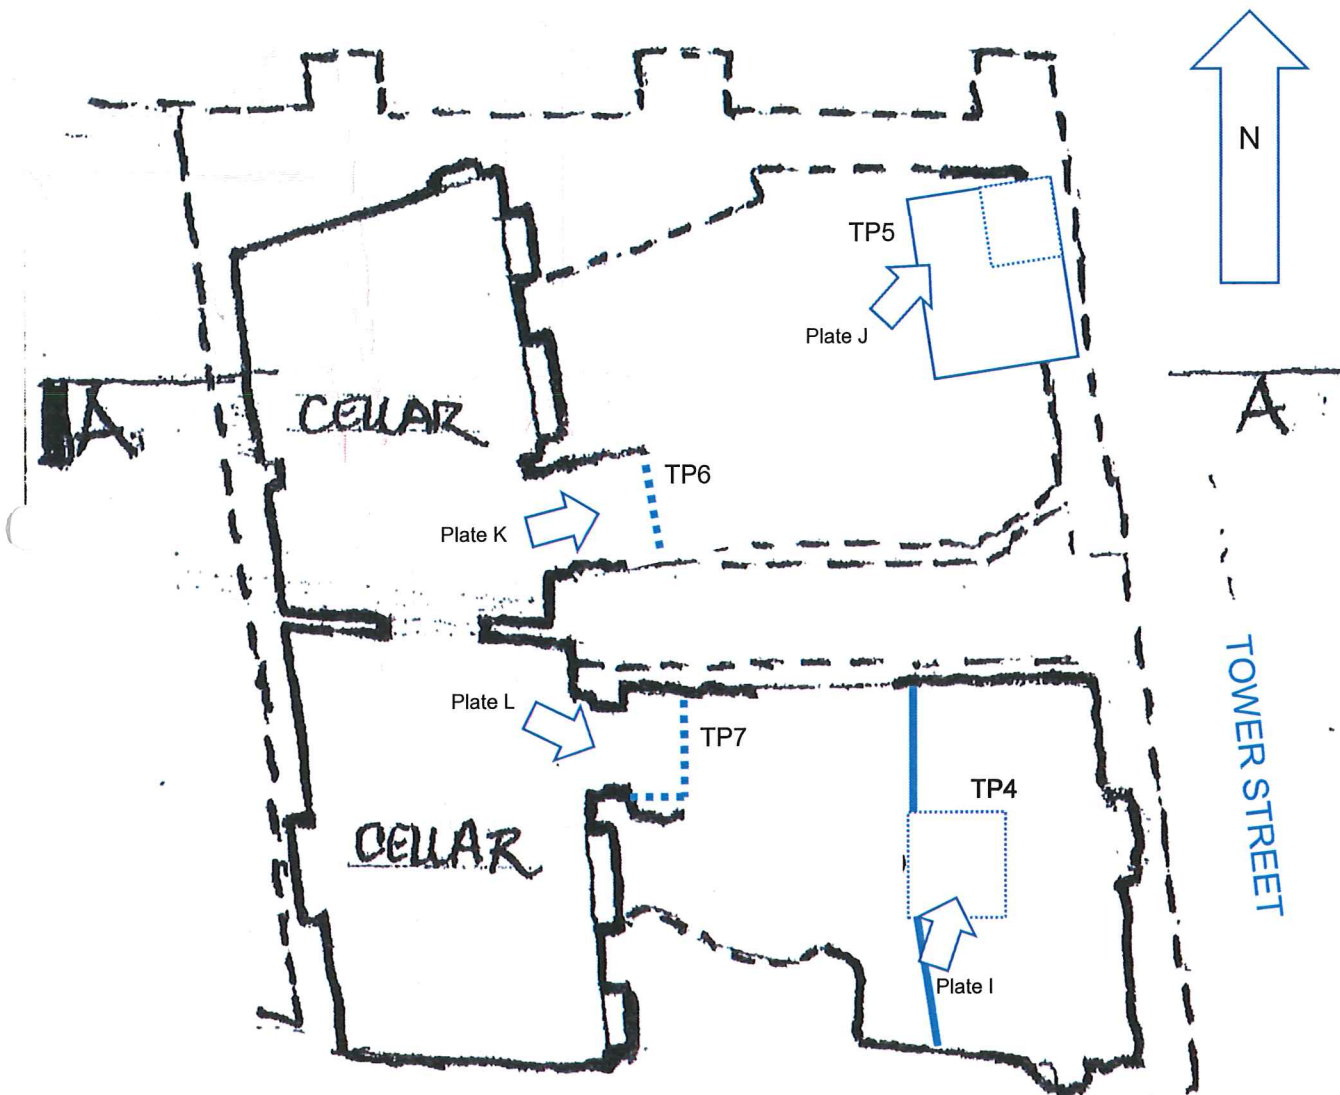 N
TP5
Plate J
A
CELLAR
A
TP6
Plate K
Plate L
TP7
TP4
CELLAR
Plate I
TOWER STREET